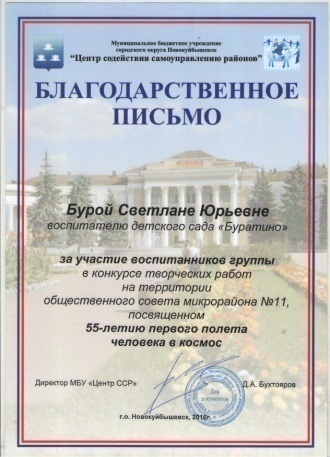 Муниципальное бюджетное учреждение
городского округа Новокуйбышевск
"Центр содействия самоуправлению районов"
БЛАГОДАРСТВЕННОЕ
ПИСЬМО
Бурой Светлане Юрьевне
воспитателю детского сада «Буратино»
за участие воспитанников группы
в конкурсе творческих работ
на территории
общественного совета микрорайона №11,
посвященном
55-летию первого полета
человека в космос
Директор МБУ «Центр ССР»
Д.А. Бухтояров
Для документов
г.о. Новокуйбышевск, 2016г.